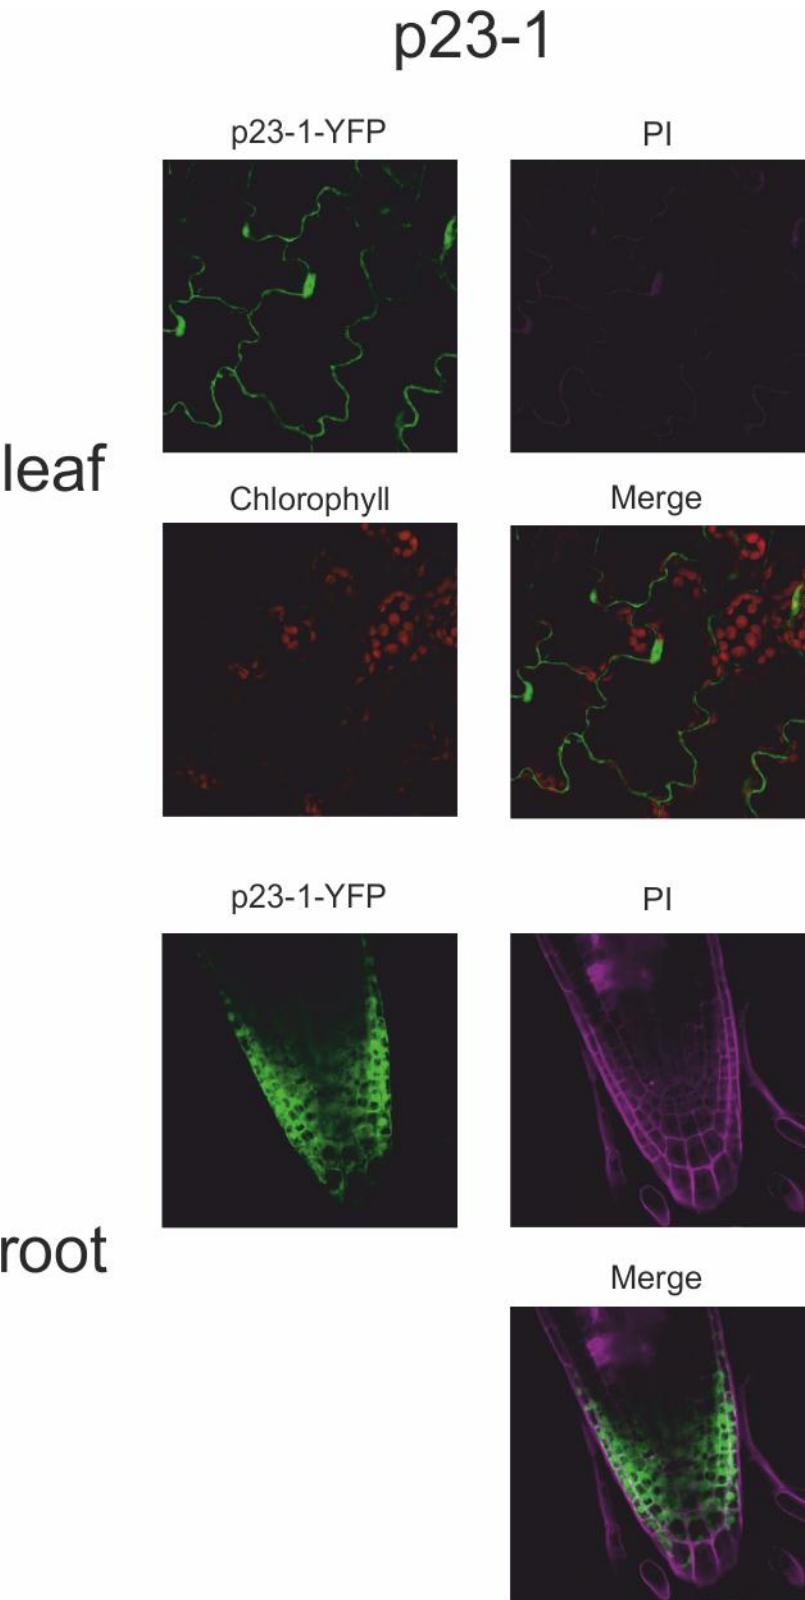 p23-1
p23-1-YFP PI
leaf
Chlorophyll Merge
p23-1-YFP PI
root
Merge